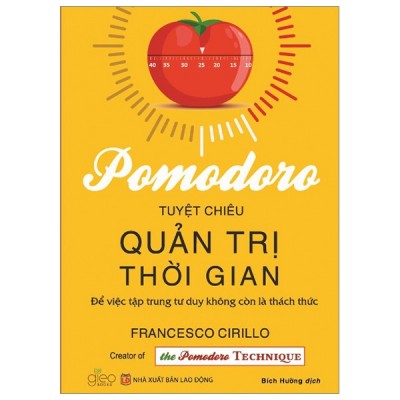 40 35 30 25 20 15 10
Pomodoro
TUYỆT CHIÊU
QUẢN TRỊ
THỜI GIAN
Để việc tập trung tư duy không còn là thách thức
FRANCESCO CIRILLO
Creator of the Pomodoro TECHNIQUE
gieo
BOOKS
NHÀ XUẤT BẢN LAO ĐỘNG
Bích Hường dịch